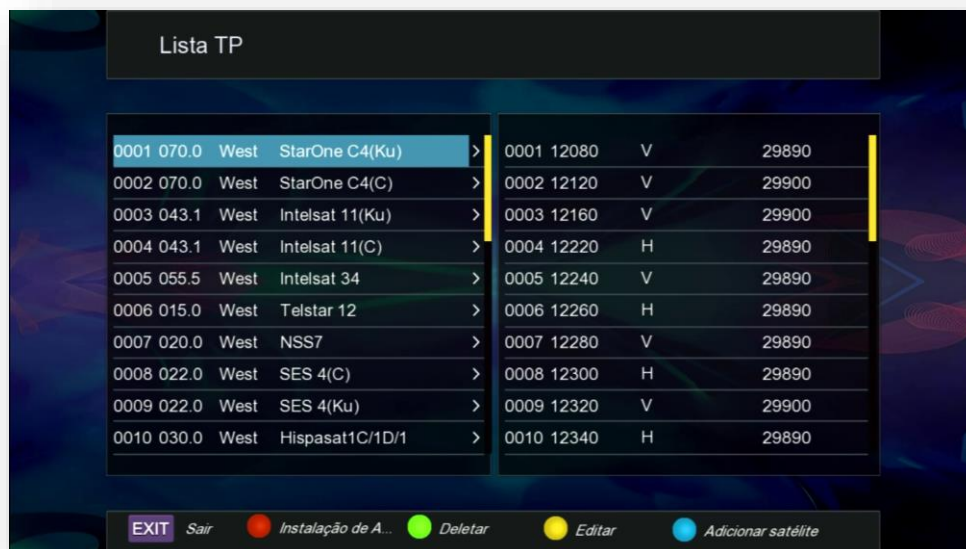 Lista TP
0001 070.0 West StarOne C4(Ku) >
0002 070.0 West StarOne C4(C) >
0003 043.1 West Intelsat 11(Ku) >
0004 043.1 West Intelsat 11(C) >
0005 055.5 West Intelsat 34 >
0006 015.0 West Telstar 12 >
0007 020.0 West NSS7 >
0008 022.0 West SES 4(C) >
0009 022.0 West SES 4(Ku) >
0010 030.0 West Hispasat1C/1D/1 >
0001 12080 V 29890
0002 12120 V 29900
0003 12160 V 29900
0004 12220 H 29890
0005 12240 V 29890
0006 12260 H 29890
0007 12280 V 29890
0008 12300 H 29890
0009 12320 V 29900
0010 12340 H 29890
EXIT Sair Instalação de A... Deletar Editar Adicionar satélite